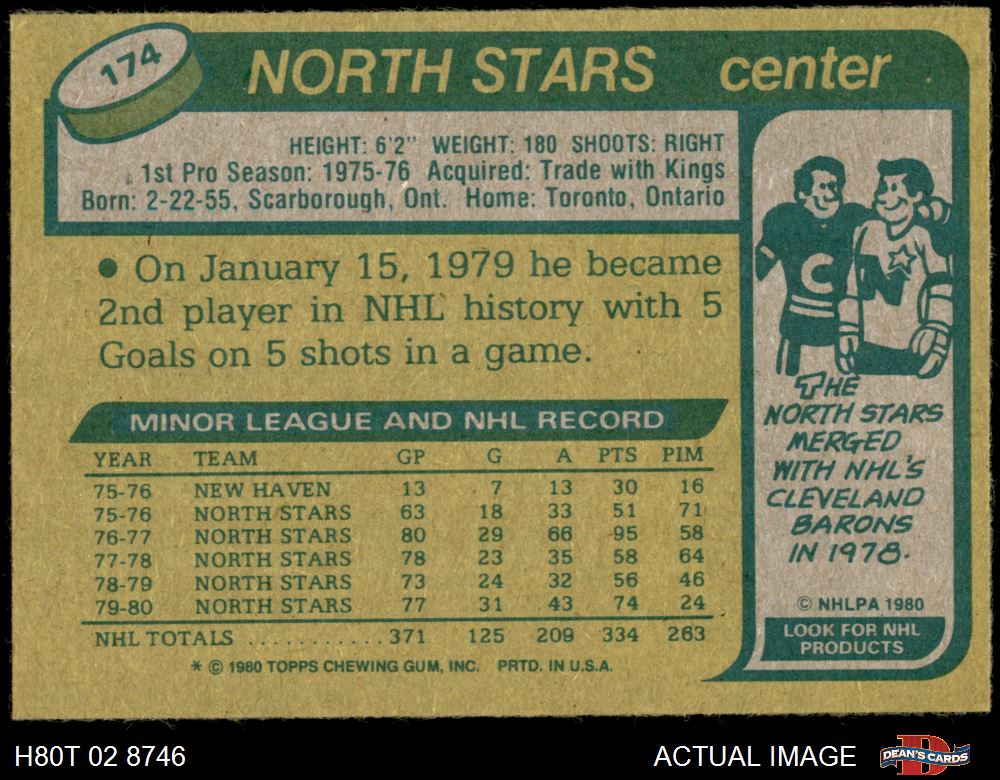 174
NORTH STARS center
HEIGHT: 6'2" WEIGHT: 180 SHOOTS: RIGHT
1st Pro Season: 1975-76 Acquired: Trade with Kings
Born: 2-22-55, Scarborough, Ont. Home: Toronto, Ontario
● On January 15, 1979 he became
2nd player in NHL history with 5
Goals on 5 shots in a game.
MINOR LEAGUE AND NHL RECORD
YEAR TEAM GP G A PTS PIM
75-76 NEW HAVEN 13 7 13 30 16
75-76 NORTH STARS 63 18 33 51 71
76-77 NORTH STARS 80 29 66 95 58
77-78 NORTH STARS 78 23 35 58 64
78-79 NORTH STARS 73 24 32 56 46
79-80 NORTH STARS 77 31 43 74 24
NHL TOTALS ........... 371 125 209 334 263
* © 1980 TOPPS CHEWING GUM, INC. PRTD. IN U.S.A.
C
N
THE
NORTH STARS
MERGED
WITH NHL'S
CLEVELAND
BARONS
IN 1978.
© NHLPA 1980
LOOK FOR NHL
PRODUCTS
H80T 02 8746
ACTUAL IMAGE
D
DEAN'S CARDS